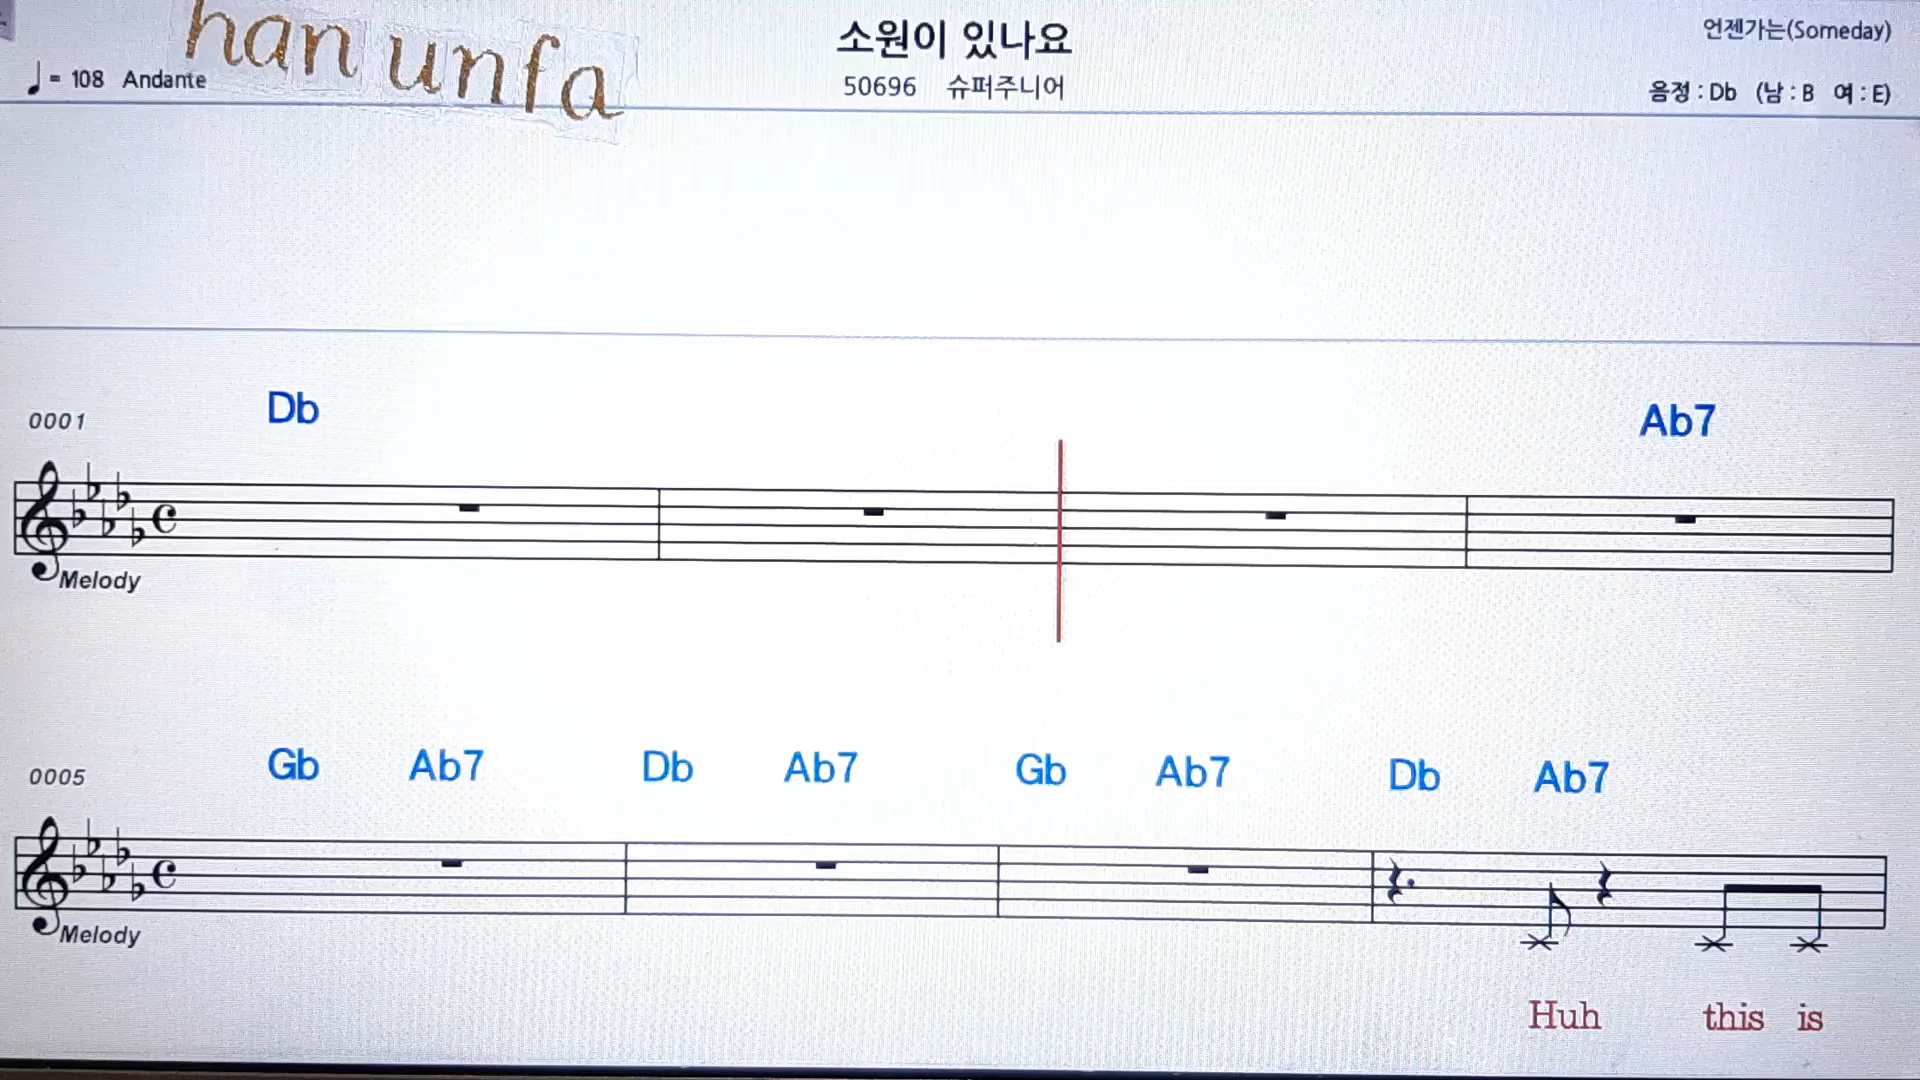 han unfa
소원이 있나요
언젠가는(Someday)
♩= 108 Andante
50696 슈퍼주니어
음정 : Db (남 : B 여 : E)
0001 Db Ab7
Melody
0005 Gb Ab7 Db Ab7 Gb Ab7 Db Ab7
Melody
Huh this is